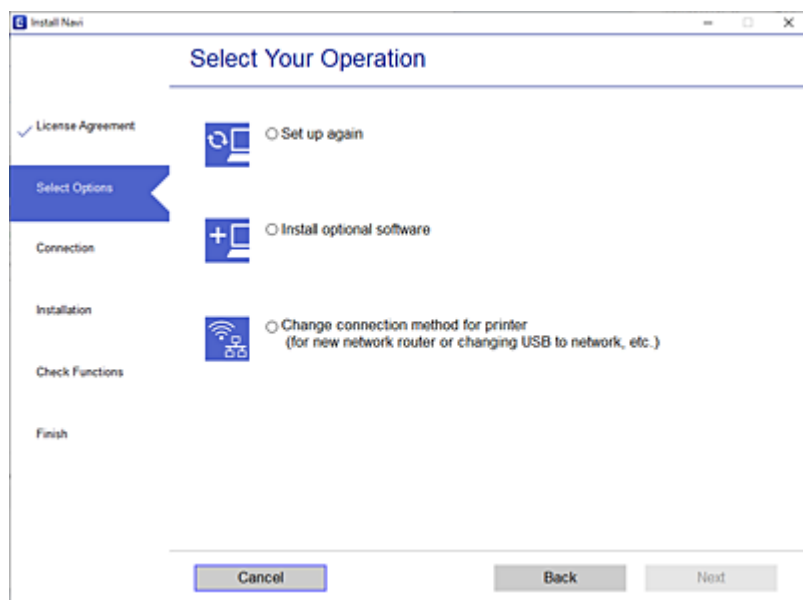 Install Navi
Select Your Operation
License Agreement
Select Options
Connection
Installation
Check Functions
Finish
Set up again
Install optional software
Change connection method for printer
(for new network router or changing USB to network, etc.)
Cancel
Back
Next